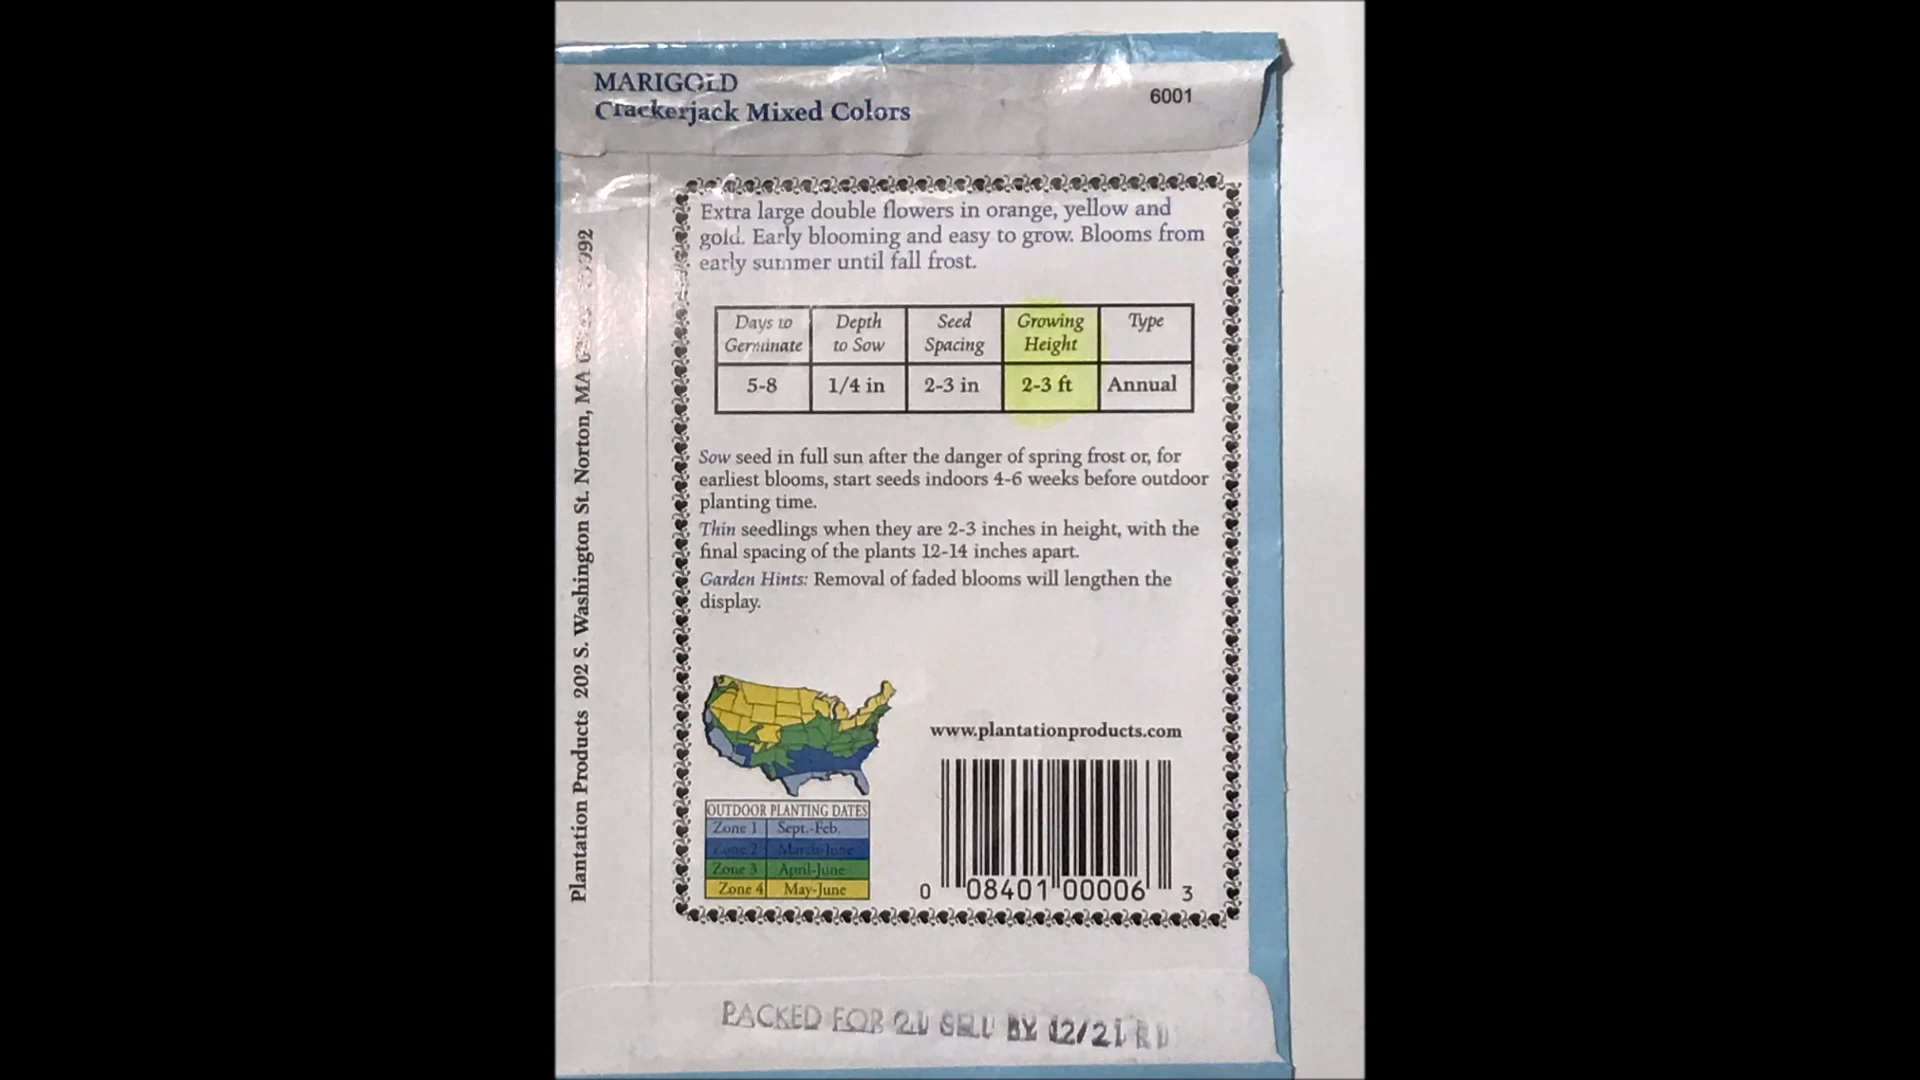 MARIGOLD
Crackerjack Mixed Colors
6001
Extra large double flowers in orange, yellow and
gold. Early blooming and easy to grow. Blooms from
early summer until fall frost.
Days to Germinate
Depth to Sow
Seed Spacing
Growing Height
Type
5-8
1/4 in
2-3 in
2-3 ft
Annual
Sow seed in full sun after the danger of spring frost or, for
earliest blooms, start seeds indoors 4-6 weeks before outdoor
planting time.
Thin seedlings when they are 2-3 inches in height, with the
final spacing of the plants 12-14 inches apart.
Garden Hints: Removal of faded blooms will lengthen the
display.
OUTDOOR PLANTING DATES
Zone 1 Sept.-Feb.
Zone 2 March-June
Zone 3 April-June
Zone 4 May-June
www.plantationproducts.com
0 08401 00006 3
Plantation Products 202 S. Washington St. Norton, MA
PACKED FOR 21 SELL BY 12/21